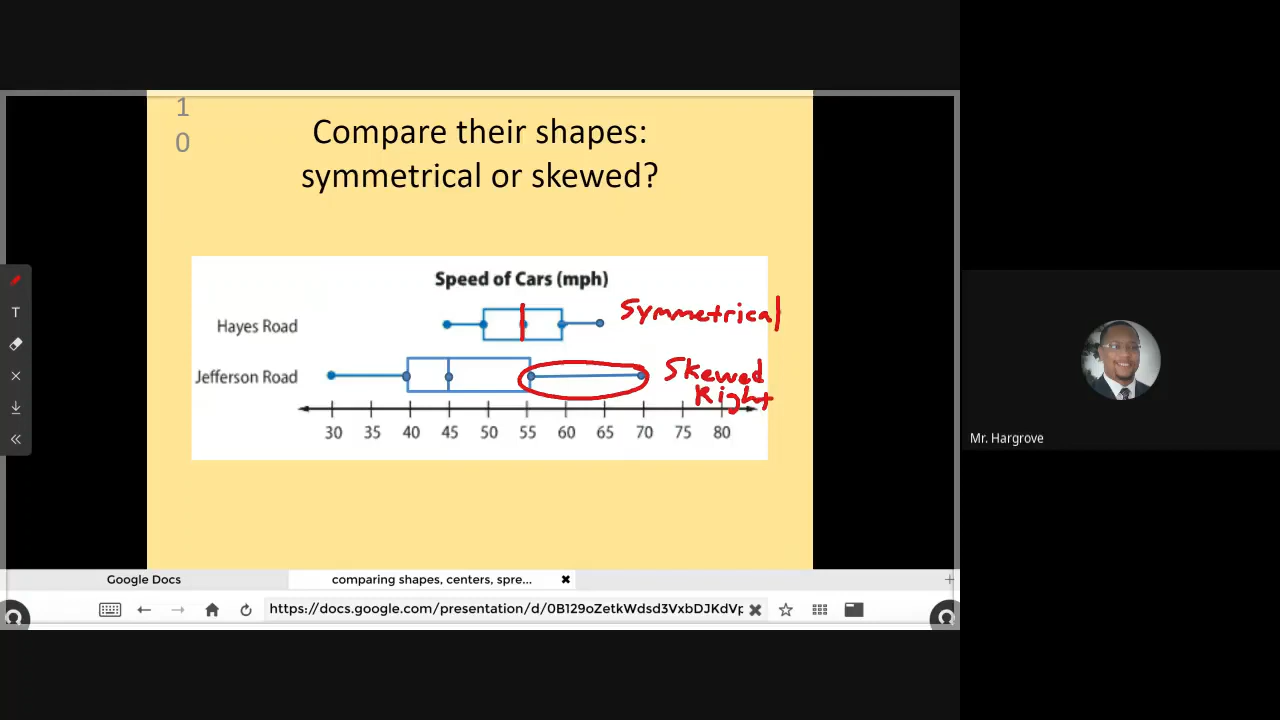 1
0
Compare their shapes:
symmetrical or skewed?
Speed of Cars (mph)
Hayes Road
Symmetrical
Jefferson Road
Skewed
Right
30 35 40 45 50 55 60 65 70 75 80
T
Mr. Hargrove
Google Docs
comparing shapes, centers, spre...
https://docs.google.com/presentation/d/0B129oZetkWdsd3VxbDJKdVp